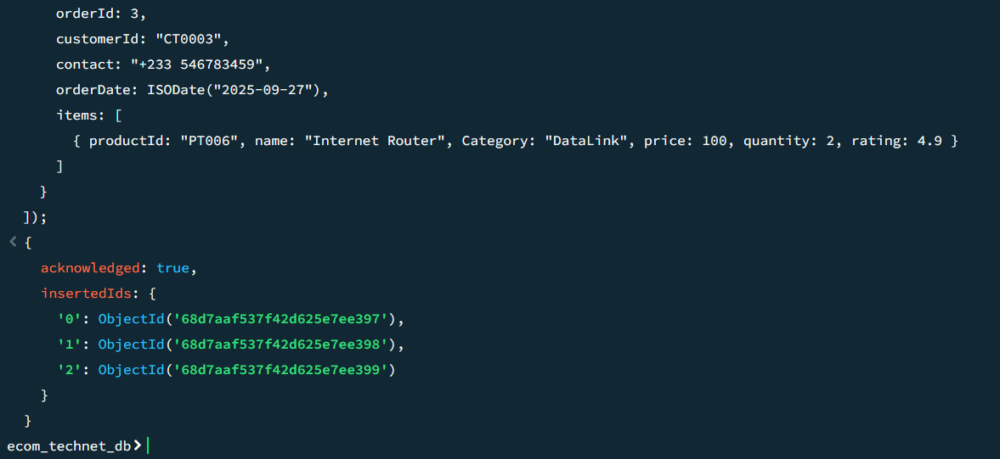 orderId: 3,
customerId: "CT0003",
contact: "+233 546783459",
orderDate: ISODate("2025-09-27"),
items: [
{ productId: "PT006", name: "Internet Router", Category: "DataLink", price: 100, quantity: 2, rating: 4.9 }
]
}
]);
< {
acknowledged: true,
insertedIds: {
'0': ObjectId('68d7aaf537f42d625e7ee397'),
'1': ObjectId('68d7aaf537f42d625e7ee398'),
'2': ObjectId('68d7aaf537f42d625e7ee399')
}
}
ecom_technet_db>